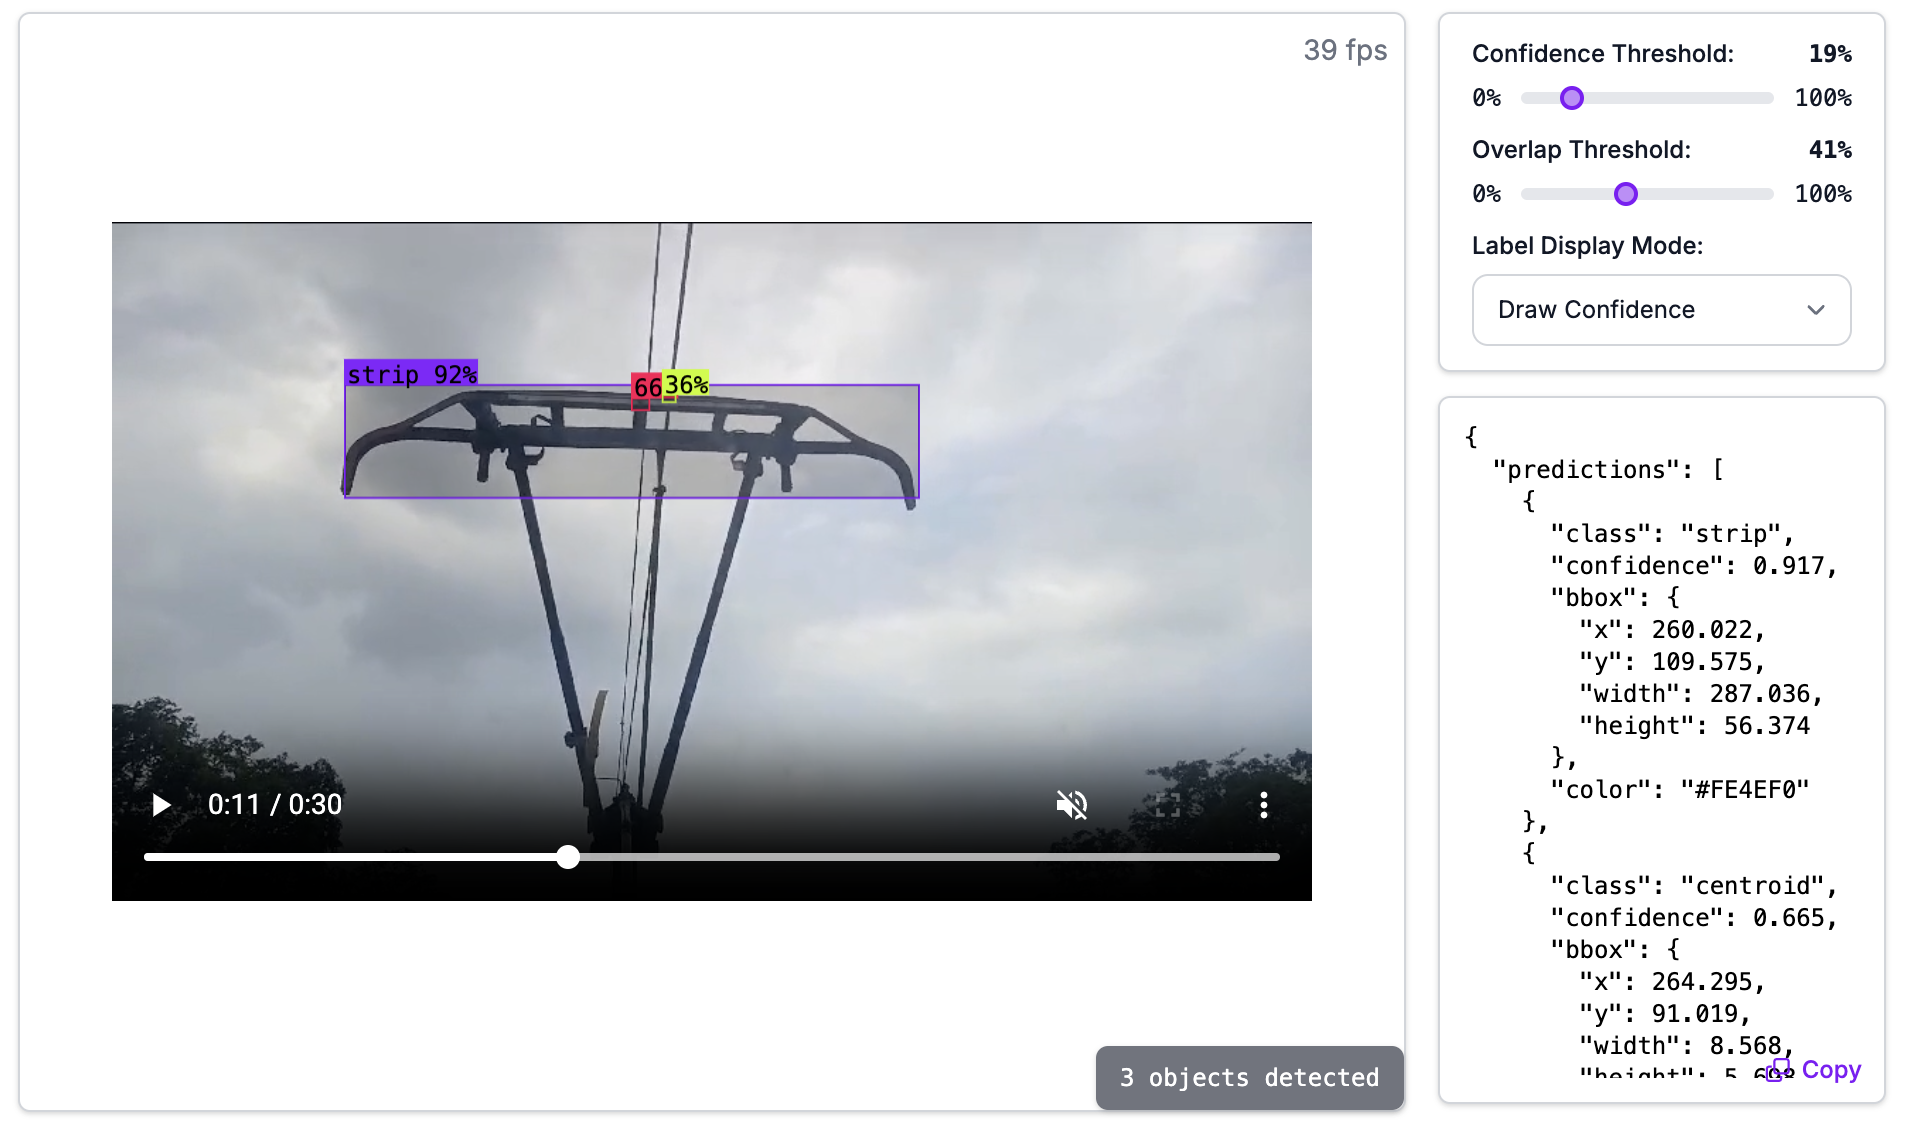 39 fps
strip 92%
66
36%
0:11 / 0:30
3 objects detected
Confidence Threshold: 19%
0% 100%
Overlap Threshold: 41%
0% 100%
Label Display Mode:
Draw Confidence
{
"predictions": [
{
"class": "strip",
"confidence": 0.917,
"bbox": {
"x": 260.022,
"y": 109.575,
"width": 287.036,
"height": 56.374
},
"color": "#FE4EF0"
},
{
"class": "centroid",
"confidence": 0.665,
"bbox": {
"x": 264.295,
"y": 91.019,
"width": 8.568,
"height": 5.698
Copy